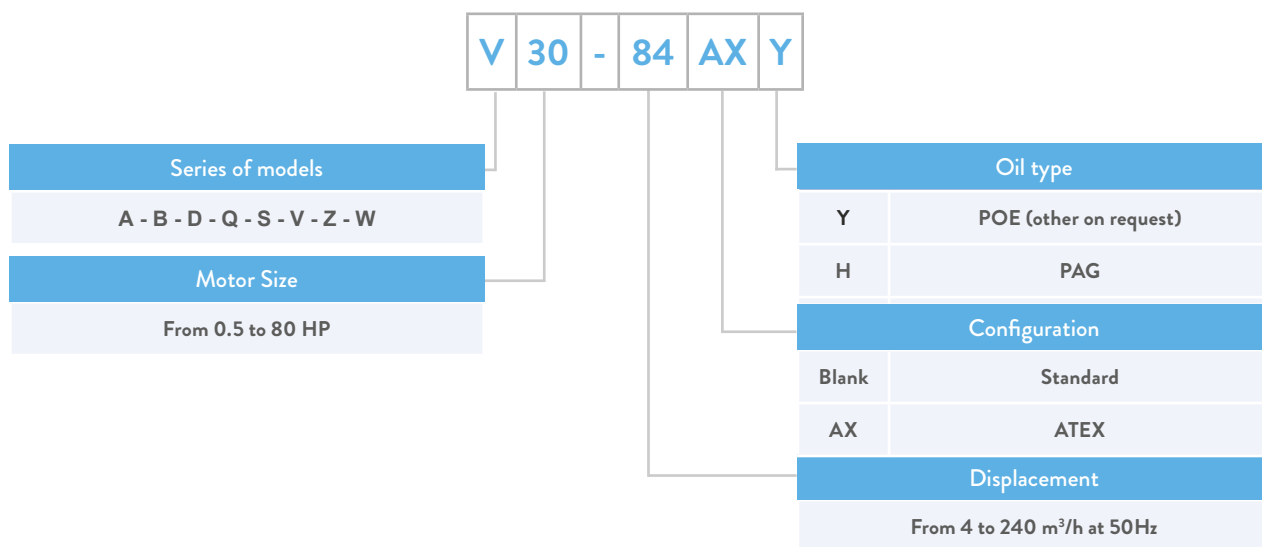 V 30 - 84 AX Y
Series of models
A - B - D - Q - S - V - Z - W
Motor Size
From 0.5 to 80 HP
Oil type
Y POE (other on request)
H PAG
Configuration
Blank Standard
AX ATEX
Displacement
From 4 to 240 m³/h at 50Hz